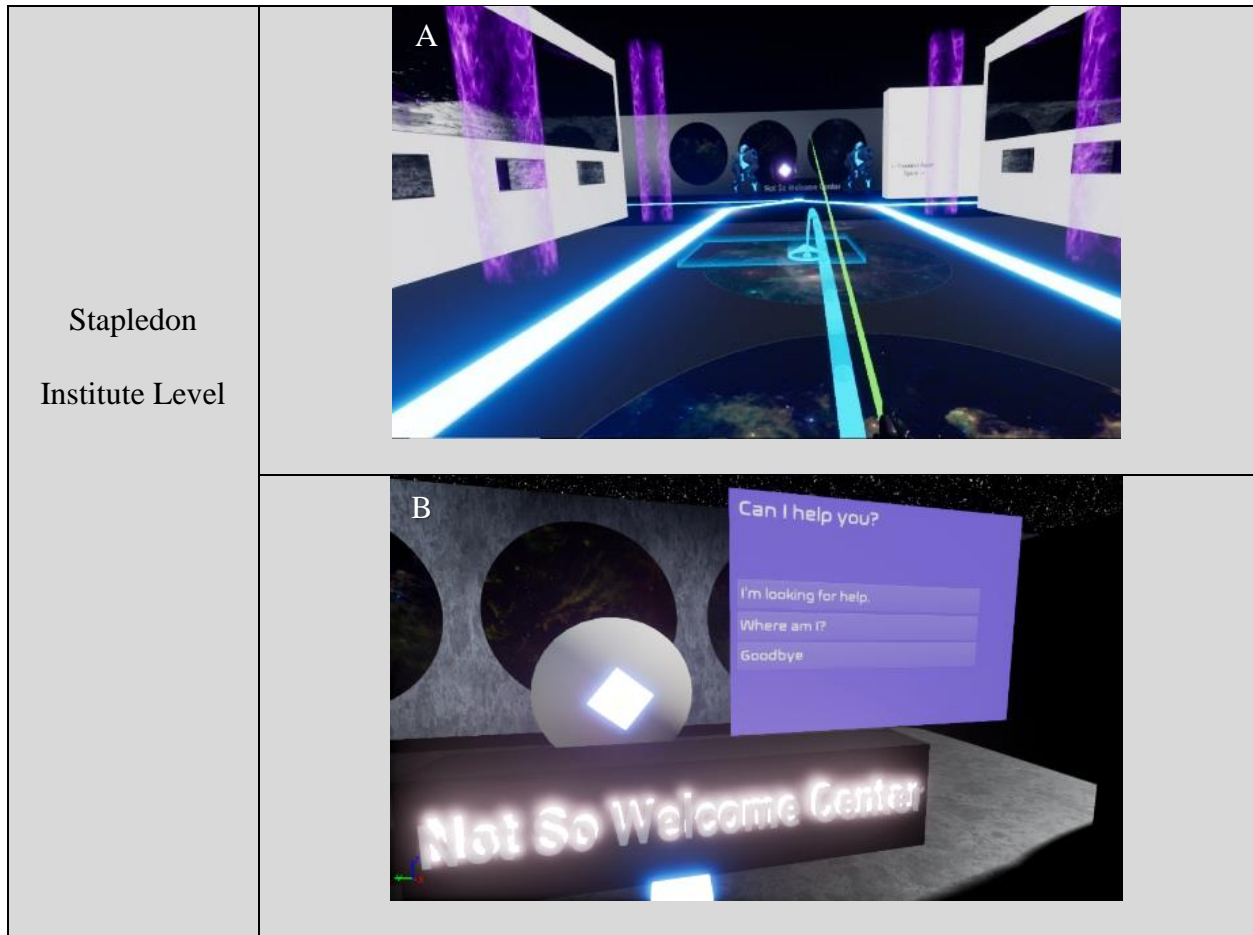 Stapledon
Institute Level
A
Not So Welcome Center
B
Can I help you?
I'm looking for help.
Where am I?
Goodbye
Not So Welcome Center